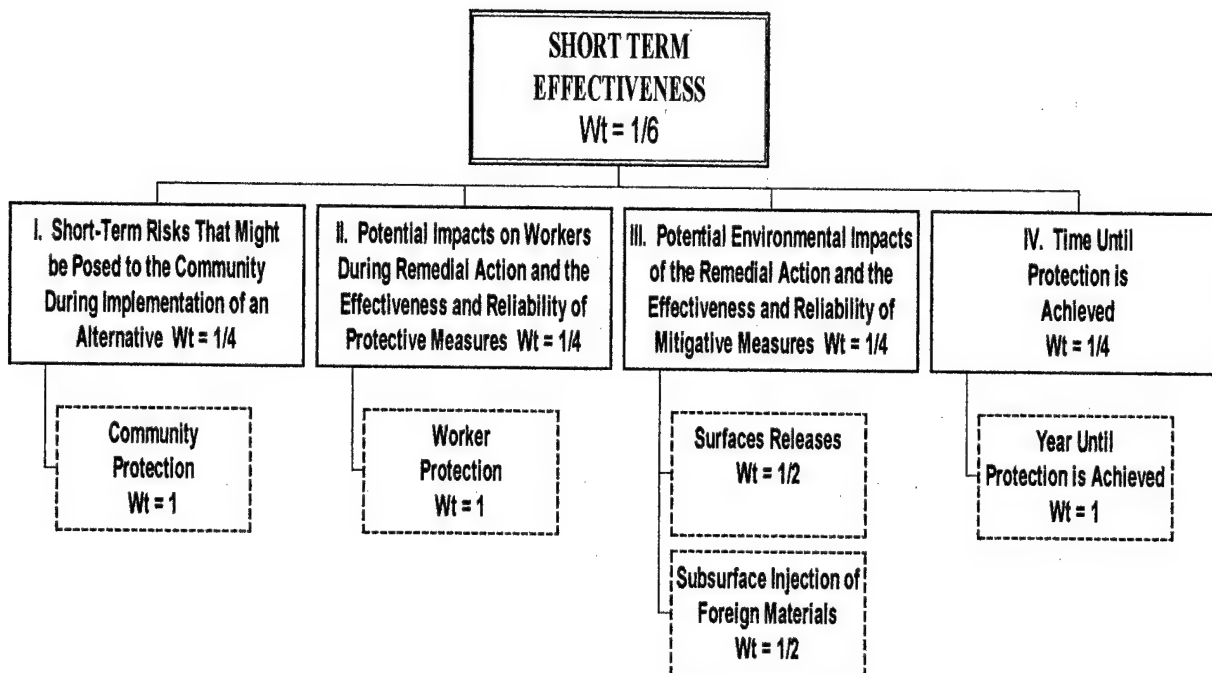 SHORT TERM
EFFECTIVENESS
Wt = 1/6
I. Short-Term Risks That Might
be Posed to the Community
During Implementation of an
Alternative Wt = 1/4
II. Potential Impacts on Workers
During Remedial Action and the
Effectiveness and Reliability of
Protective Measures Wt = 1/4
III. Potential Environmental Impacts
of the Remedial Action and the
Effectiveness and Reliability of
Mitigative Measures Wt = 1/4
IV. Time Until
Protection is
Achieved
Wt = 1/4
Community
Protection
Wt = 1
Worker
Protection
Wt = 1
Surfaces Releases
Wt = 1/2
Subsurface Injection of
Foreign Materials
Wt = 1/2
Year Until
Protection is Achieved
Wt = 1